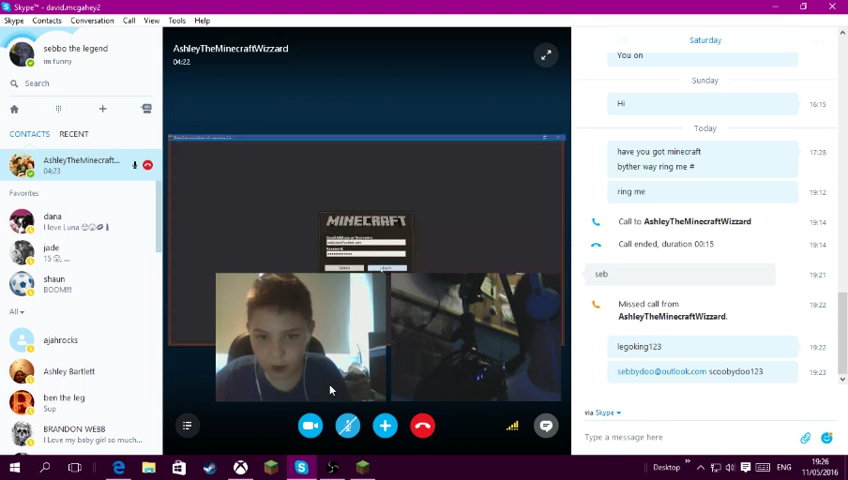 Skype™ - david.mcgahey2
Skype Contacts Conversation Call View Tools Help
sebbo the legend
im funny
Search
CONTACTS RECENT
AshleyTheMinecraft...
04:23
Favorites
dana
I love Luna
jade
15
shaun
BOOM!!!
All
ajahrocks
Ashley Bartlett
ben the leg
Sup
BRANDON WEBB
I Love my baby girl so much...
AshleyTheMinecraftWizzard
04:22
MINECRAFT
Saturday
You on
Sunday
Hi 16:15
Today
have you got minecraft 17:28
byther way ring me #
ring me 19:12
Call to AshleyTheMinecraftWizzard 19:14
Call ended, duration 00:15 19:14
seb 19:21
Missed call from 19:22
AshleyTheMinecraftWizzard.
legoking123
sebbydoo@outlook.com scoobydoo123 19:23
via Skype
Type a message here
Desktop ENG 19:26
11/05/2016